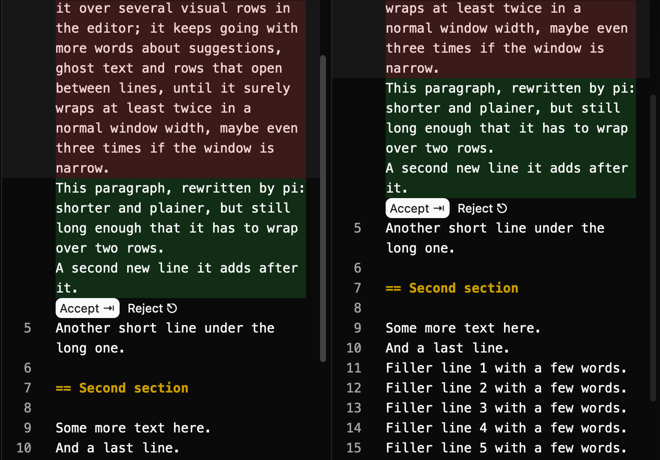 it over several visual rows in
the editor; it keeps going with
more words about suggestions,
ghost text and rows that open
between lines, until it surely
wraps at least twice in a
normal window width, maybe even
three times if the window is
narrow.
This paragraph, rewritten by pi:
shorter and plainer, but still
long enough that it has to wrap
over two rows.
A second new line it adds after
it.
Accept Reject
5 Another short line under the
long one.
6
7 == Second section
8
9 Some more text here.
10 And a last line.
wraps at least twice in a
normal window width, maybe even
three times if the window is
narrow.
This paragraph, rewritten by pi:
shorter and plainer, but still
long enough that it has to wrap
over two rows.
A second new line it adds after
it.
Accept Reject
5 Another short line under the
long one.
6
7 == Second section
8
9 Some more text here.
10 And a last line.
11 Filler line 1 with a few words.
12 Filler line 2 with a few words.
13 Filler line 3 with a few words.
14 Filler line 4 with a few words.
15 Filler line 5 with a few words.